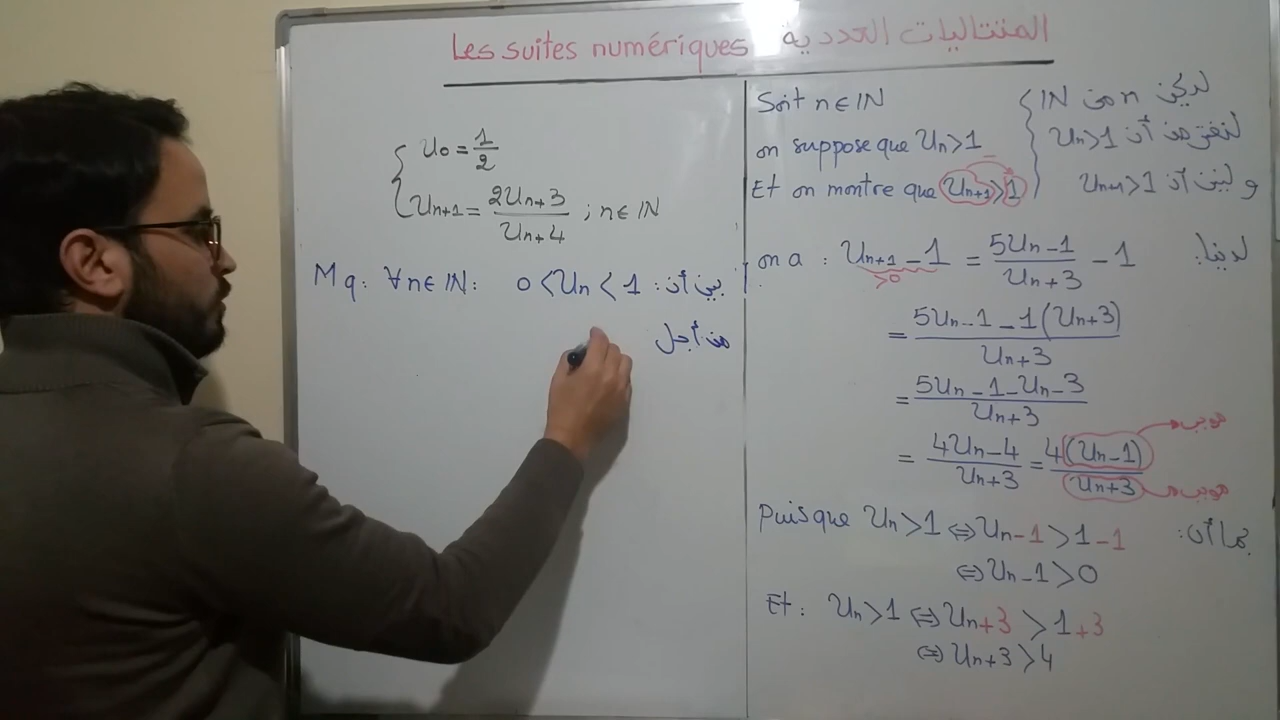 Les suites numériques المتتاليات العددية
U0 = 1/2
Un+1 = 2Un+3 / Un+4 ; n ∈ IN
Mq: ∀n∈IN: 0 < Un < 1 بين أن:
من أجل
Soit n ∈ IN ليكن n من IN
on suppose que Un > 1 لنفترض أن Un > 1
Et on montre que Un+1 > 1 و لنبين أن Un+1 > 1
on a : Un+1 - 1 = 5Un - 1 / Un + 3 - 1 لدينا:
>0
= 5Un - 1 - 1(Un+3) / Un+3
= 5Un - 1 - Un - 3 / Un+3
= 4Un - 4 / Un+3 = 4(Un - 1) / Un+3
موجب
موجب
Puisque Un > 1 ⇔ Un - 1 > 1 - 1 بما أن:
⇔ Un - 1 > 0
Et : Un > 1 ⇔ Un + 3 > 1 + 3
⇔ Un + 3 > 4